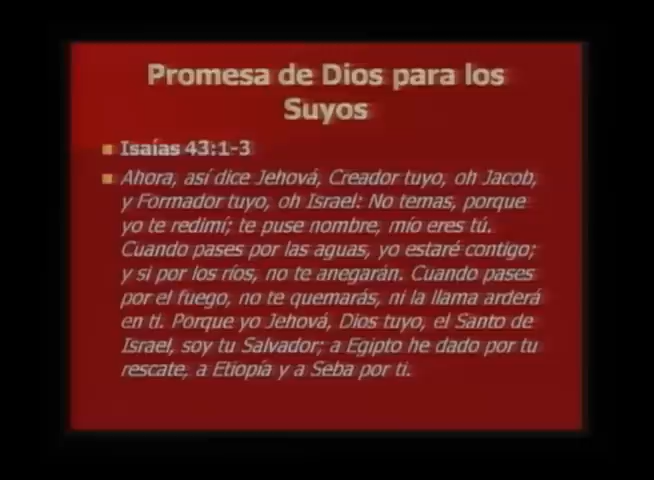 Promesa de Dios para los
Suyos
Isaías 43:1-3
Ahora, así dice Jehová, Creador tuyo, oh Jacob,
y Formador tuyo, oh Israel: No temas, porque
yo te redimí; te puse nombre, mío eres tú.
Cuando pases por las aguas, yo estaré contigo;
y si por los ríos, no te anegarán. Cuando pases
por el fuego, no te quemarás, ni la llama arderá
en ti. Porque yo Jehová, Dios tuyo, el Santo de
Israel, soy tu Salvador; a Egipto he dado por tu
rescate, a Etiopía y a Seba por ti.